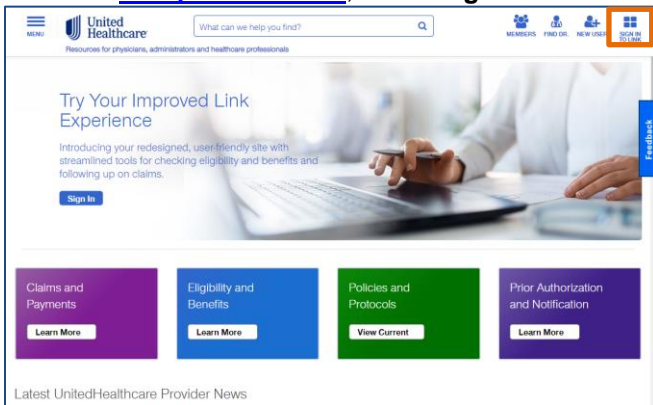 MENU
United
Healthcare
What can we help you find?
MEMBERS
FIND DR.
NEW USER
SIGN IN
TO LINK
Resources for physicians, administrators and healthcare professionals
Try Your Improved Link
Experience
Introducing your redesigned, user-friendly site with
streamlined tools for checking eligibility and benefits and
following up on claims.
Sign In
Feedback
Claims and
Payments
Learn More
Eligibility and
Benefits
Learn More
Policies and
Protocols
View Current
Prior Authorization
and Notification
Learn More
Latest UnitedHealthcare Provider News